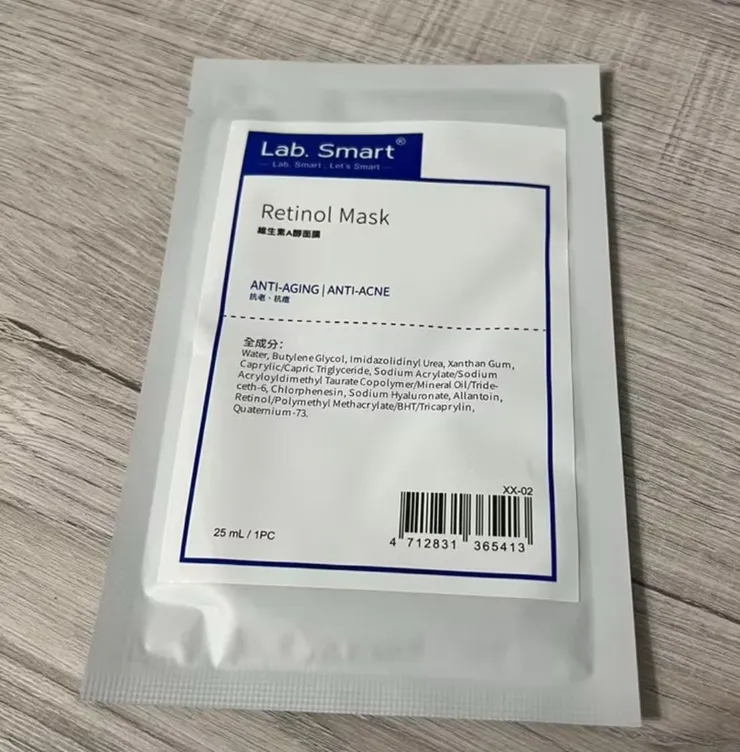 Lab. Smart®
Lab. Smart . Let's Smart
Retinol Mask
維生素A醇面膜
ANTI-AGING | ANTI-ACNE
抗老、抗痘
全成分:
Water, Butylene Glycol, Imidazolidinyl Urea, Xanthan Gum,
Caprylic/Capric Triglyceride, Sodium Acrylate/Sodium
Acryloyldimethyl Taurate Copolymer/Mineral Oil/Tride-
ceth-6, Chlorphenesin, Sodium Hyaluronate, Allantoin,
Retinol/Polymethyl Methacrylate/BHT/Tricaprylin,
Quaternium-73.
XX-02
25 mL / 1PC
4 712831 365413